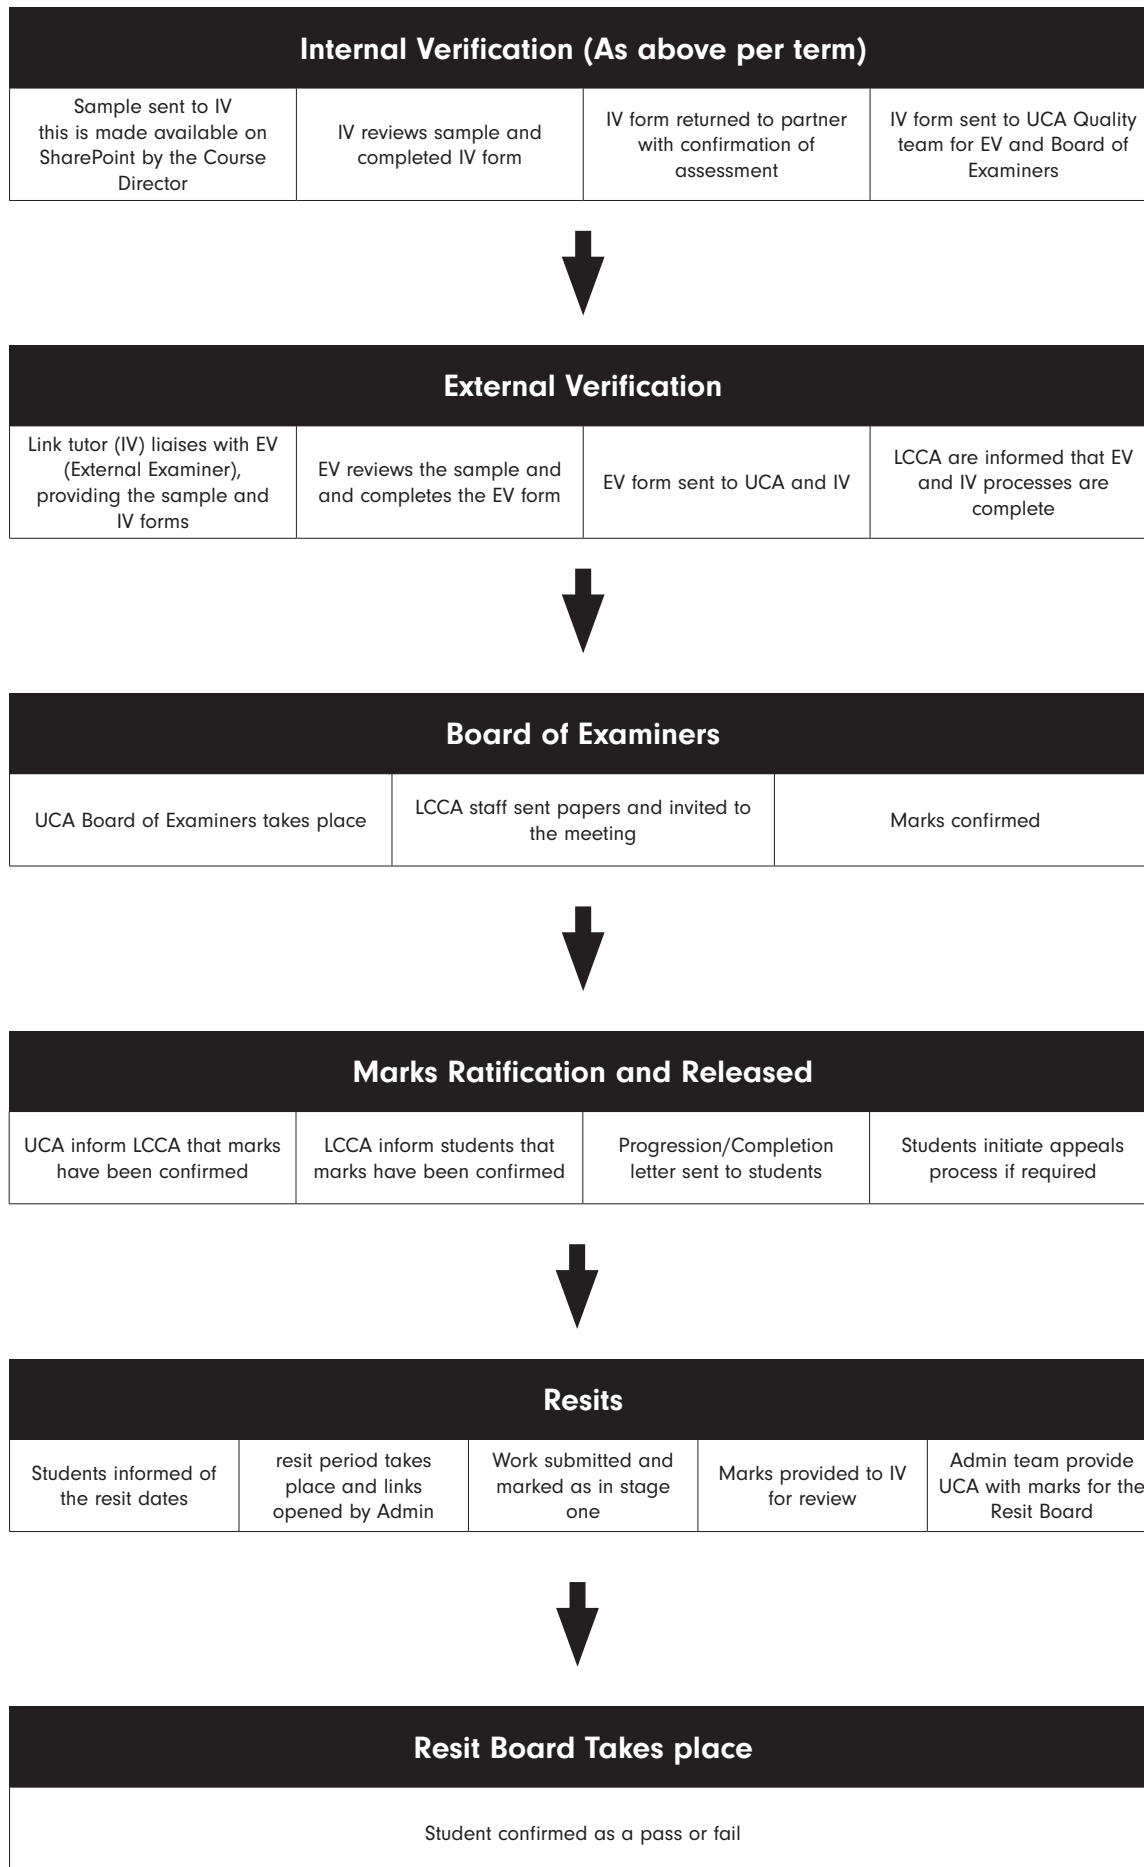 Internal Verification (As above per term)
Sample sent to IV
this is made available on
SharePoint by the Course
Director
IV reviews sample and
completed IV form
IV form returned to partner
with confirmation of
assessment
IV form sent to UCA Quality
team for EV and Board of
Examiners
External Verification
Link tutor (IV) liaises with EV
(External Examiner),
providing the sample and
IV forms
EV reviews the sample and
and completes the EV form
EV form sent to UCA and IV
LCCA are informed that EV
and IV processes are
complete
Board of Examiners
UCA Board of Examiners takes place
LCCA staff sent papers and invited to
the meeting
Marks confirmed
Marks Ratification and Released
UCA inform LCCA that marks
have been confirmed
LCCA inform students that
marks have been confirmed
Progression/Completion
letter sent to students
Students initiate appeals
process if required
Resits
Students informed of
the resit dates
resit period takes
place and links
opened by Admin
Work submitted and
marked as in stage
one
Marks provided to IV
for review
Admin team provide
UCA with marks for the
Resit Board
Resit Board Takes place
Student confirmed as a pass or fail